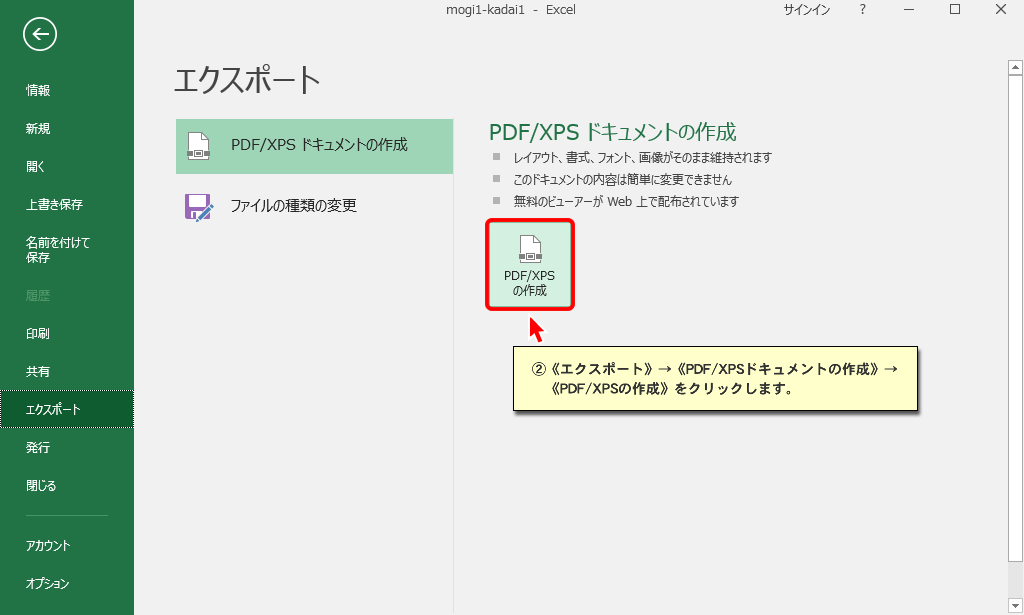 mogi1-kadai1 - Excel
サインイン
?
情報
新規
開く
上書き保存
名前を付けて
保存
履歴
印刷
共有
エクスポート
発行
閉じる
アカウント
オプション
エクスポート
PDF/XPS ドキュメントの作成
ファイルの種類の変更
PDF/XPS ドキュメントの作成
レイアウト、書式、フォント、画像がそのまま維持されます
このドキュメントの内容は簡単に変更できません
無料のビューアーが Web 上で配布されています
PDF/XPS
の作成
②《エクスポート》→《PDF/XPSドキュメントの作成》→
《PDF/XPSの作成》をクリックします。